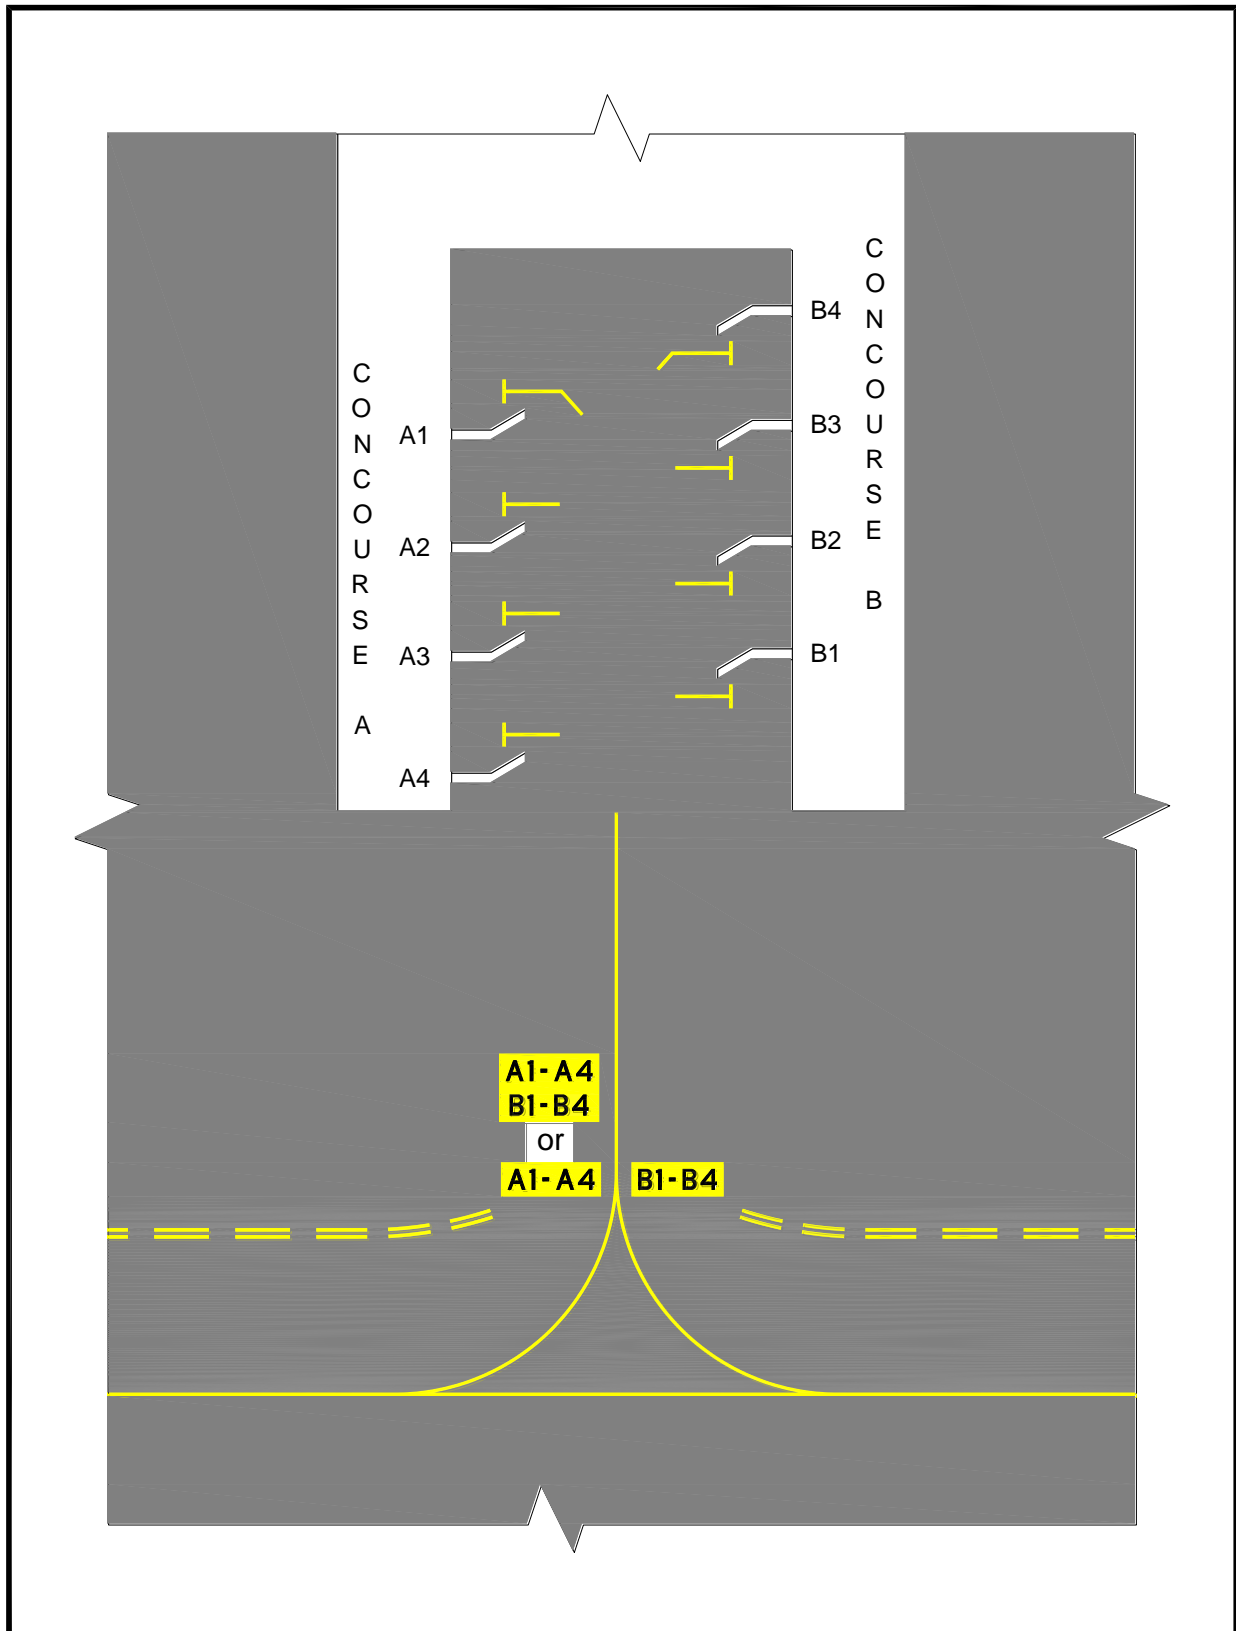 CONCOURSE A
A1
A2
A3
A4
CONCOURSE B
B4
B3
B2
B1
A1-A4
B1-B4
or
A1-A4 B1-B4